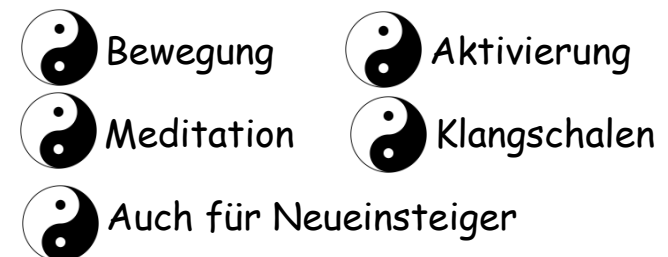 Bewegung Aktivierung
Meditation Klangschalen
Auch für Neueinsteiger